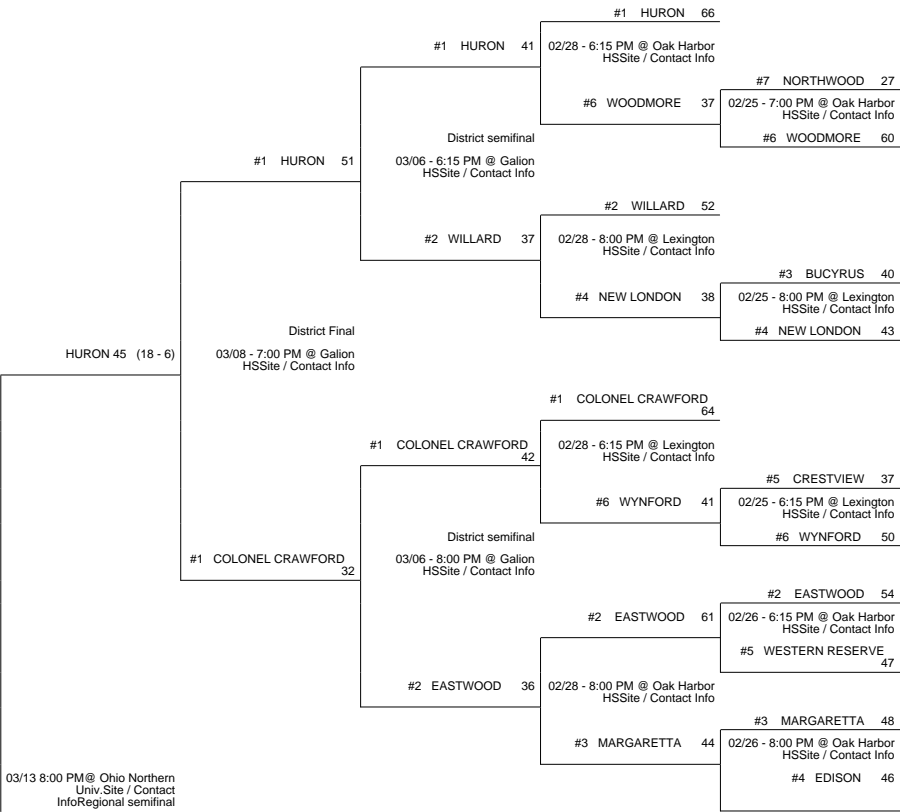 #1 HURON 66
#1 HURON 41
02/28 - 6:15 PM @ Oak Harbor
HSSite / Contact Info
#7 NORTHWOOD 27
#6 WOODMORE 37
02/25 - 7:00 PM @ Oak Harbor
HSSite / Contact Info
#6 WOODMORE 60
District semifinal
#1 HURON 51
03/06 - 6:15 PM @ Galion
HSSite / Contact Info
#2 WILLARD 52
#2 WILLARD 37
02/28 - 8:00 PM @ Lexington
HSSite / Contact Info
#3 BUCYRUS 40
#4 NEW LONDON 38
02/25 - 8:00 PM @ Lexington
HSSite / Contact Info
#4 NEW LONDON 43
District Final
HURON 45 (18 - 6)
03/08 - 7:00 PM @ Galion
HSSite / Contact Info
#1 COLONEL CRAWFORD
64
#1 COLONEL CRAWFORD
42
02/28 - 6:15 PM @ Lexington
HSSite / Contact Info
#5 CRESTVIEW 37
#6 WYNFORD 41
02/25 - 6:15 PM @ Lexington
HSSite / Contact Info
#6 WYNFORD 50
District semifinal
#1 COLONEL CRAWFORD
32
03/06 - 8:00 PM @ Galion
HSSite / Contact Info
#2 EASTWOOD 54
#2 EASTWOOD 61
02/26 - 6:15 PM @ Oak Harbor
HSSite / Contact Info
#5 WESTERN RESERVE
47
#2 EASTWOOD 36
02/28 - 8:00 PM @ Oak Harbor
HSSite / Contact Info
#3 MARGARETTA 48
#3 MARGARETTA 44
02/26 - 8:00 PM @ Oak Harbor
HSSite / Contact Info
#4 EDISON 46
03/13 8:00 PM@ Ohio Northern
Univ.Site / Contact
InfoRegional semifinal